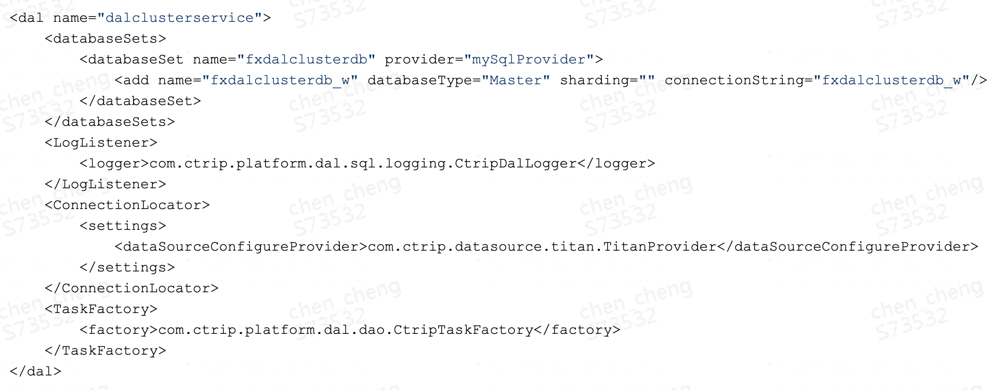 <dal name="dalclusterservice">
    <databaseSets>
        <databaseSet name="fxdalclusterdb" provider="mySqlProvider">
            <add name="fxdalclusterdb_w" databaseType="Master" sharding="" connectionString="fxdalclusterdb_w"/>
        </databaseSet>
    </databaseSets>
    <LogListener>
        <logger>com.ctrip.platform.dal.sql.logging.CtripDalLogger</logger>
    </LogListener>
    <ConnectionLocator>
        <settings>
            <dataSourceConfigureProvider>com.ctrip.datasource.titan.TitanProvider</dataSourceConfigureProvider>
        </settings>
    </ConnectionLocator>
    <TaskFactory>
        <factory>com.ctrip.platform.dal.dao.CtripTaskFactory</factory>
    </TaskFactory>
</dal>
chen_cheng
S73532